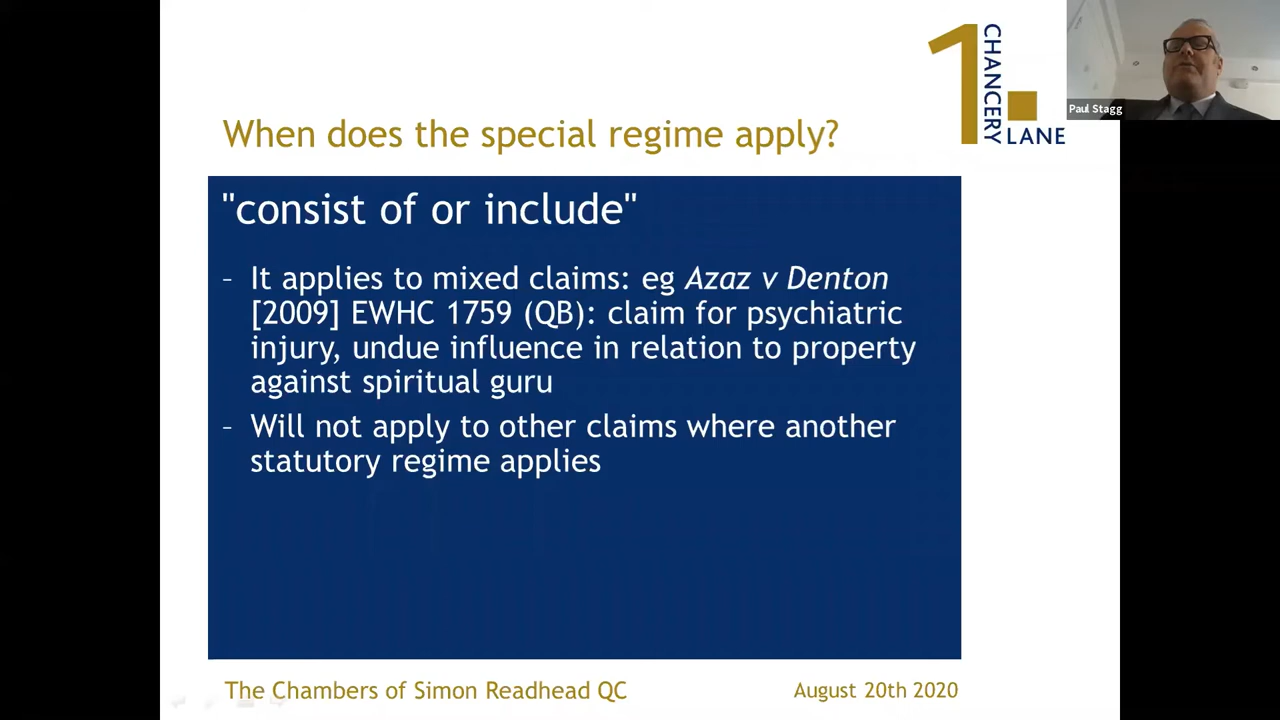 1
CHANCERY
LANE
Paul Stagg
When does the special regime apply?
"consist of or include"
- It applies to mixed claims: eg Azaz v Denton
[2009] EWHC 1759 (QB): claim for psychiatric
injury, undue influence in relation to property
against spiritual guru
- Will not apply to other claims where another
statutory regime applies
The Chambers of Simon Readhead QC
August 20th 2020